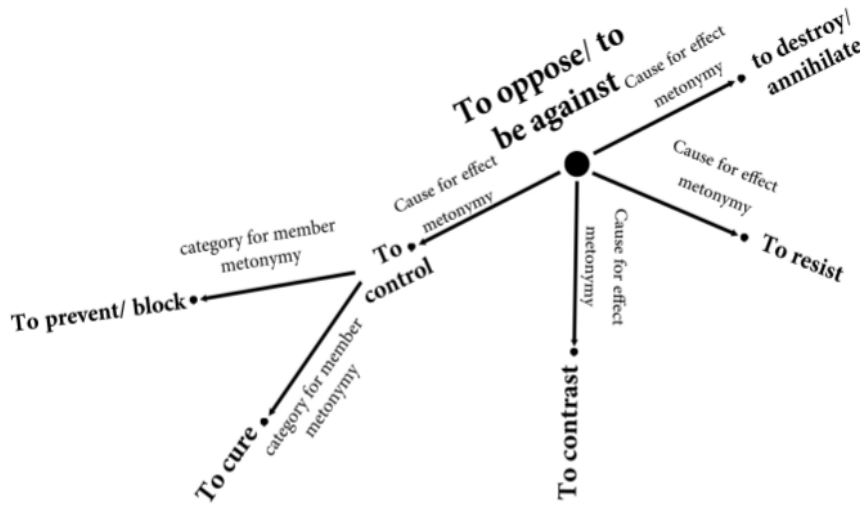 To oppose/ to
be against
Cause for effect
metonymy
to destroy/
annihilate
Cause for effect
metonymy
To resist
Cause for effect
metonymy
To
control
Cause for effect
metonymy
To contrast
category for member
metonymy
To prevent/ block
category for member
metonymy
To cure